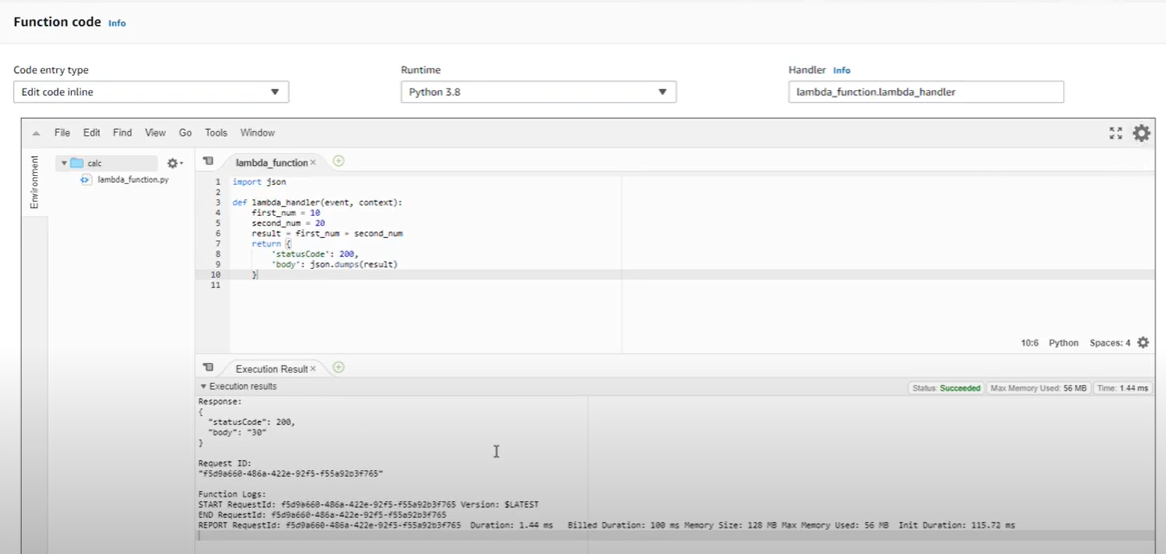 Function code Info
Code entry type
Edit code inline
Runtime
Python 3.8
Handler Info
lambda_function.lambda_handler
File Edit Find View Go Tools Window
Environment
calc
lambda_function.py
lambda_function×
1 import json
2
3 def lambda_handler(event, context):
4     first_num = 10
5     second_num = 20
6     result = first_num + second_num
7     return {
8         'statusCode': 200,
9         'body': json.dumps(result)
10     }
11
10:6 Python Spaces: 4
Execution Result×
Execution results
Status: Succeeded Max Memory Used: 56 MB Time: 1.44 ms
Response:
{
  "statusCode": 200,
  "body": "30"
}
Request ID:
"f5d9a660-486a-422e-92f5-f55a92b3f765"
Function Logs:
START RequestId: f5d9a660-486a-422e-92f5-f55a92b3f765 Version: $LATEST
END RequestId: f5d9a660-486a-422e-92f5-f55a92b3f765
REPORT RequestId: f5d9a660-486a-422e-92f5-f55a92b3f765 Duration: 1.44 ms Billed Duration: 100 ms Memory Size: 128 MB Max Memory Used: 56 MB Init Duration: 115.72 ms